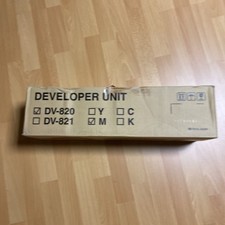 DEVELOPER UNIT
☑ DV-820 ☐ Y ☐ C
☐ DV-821 ☑ M ☐ K